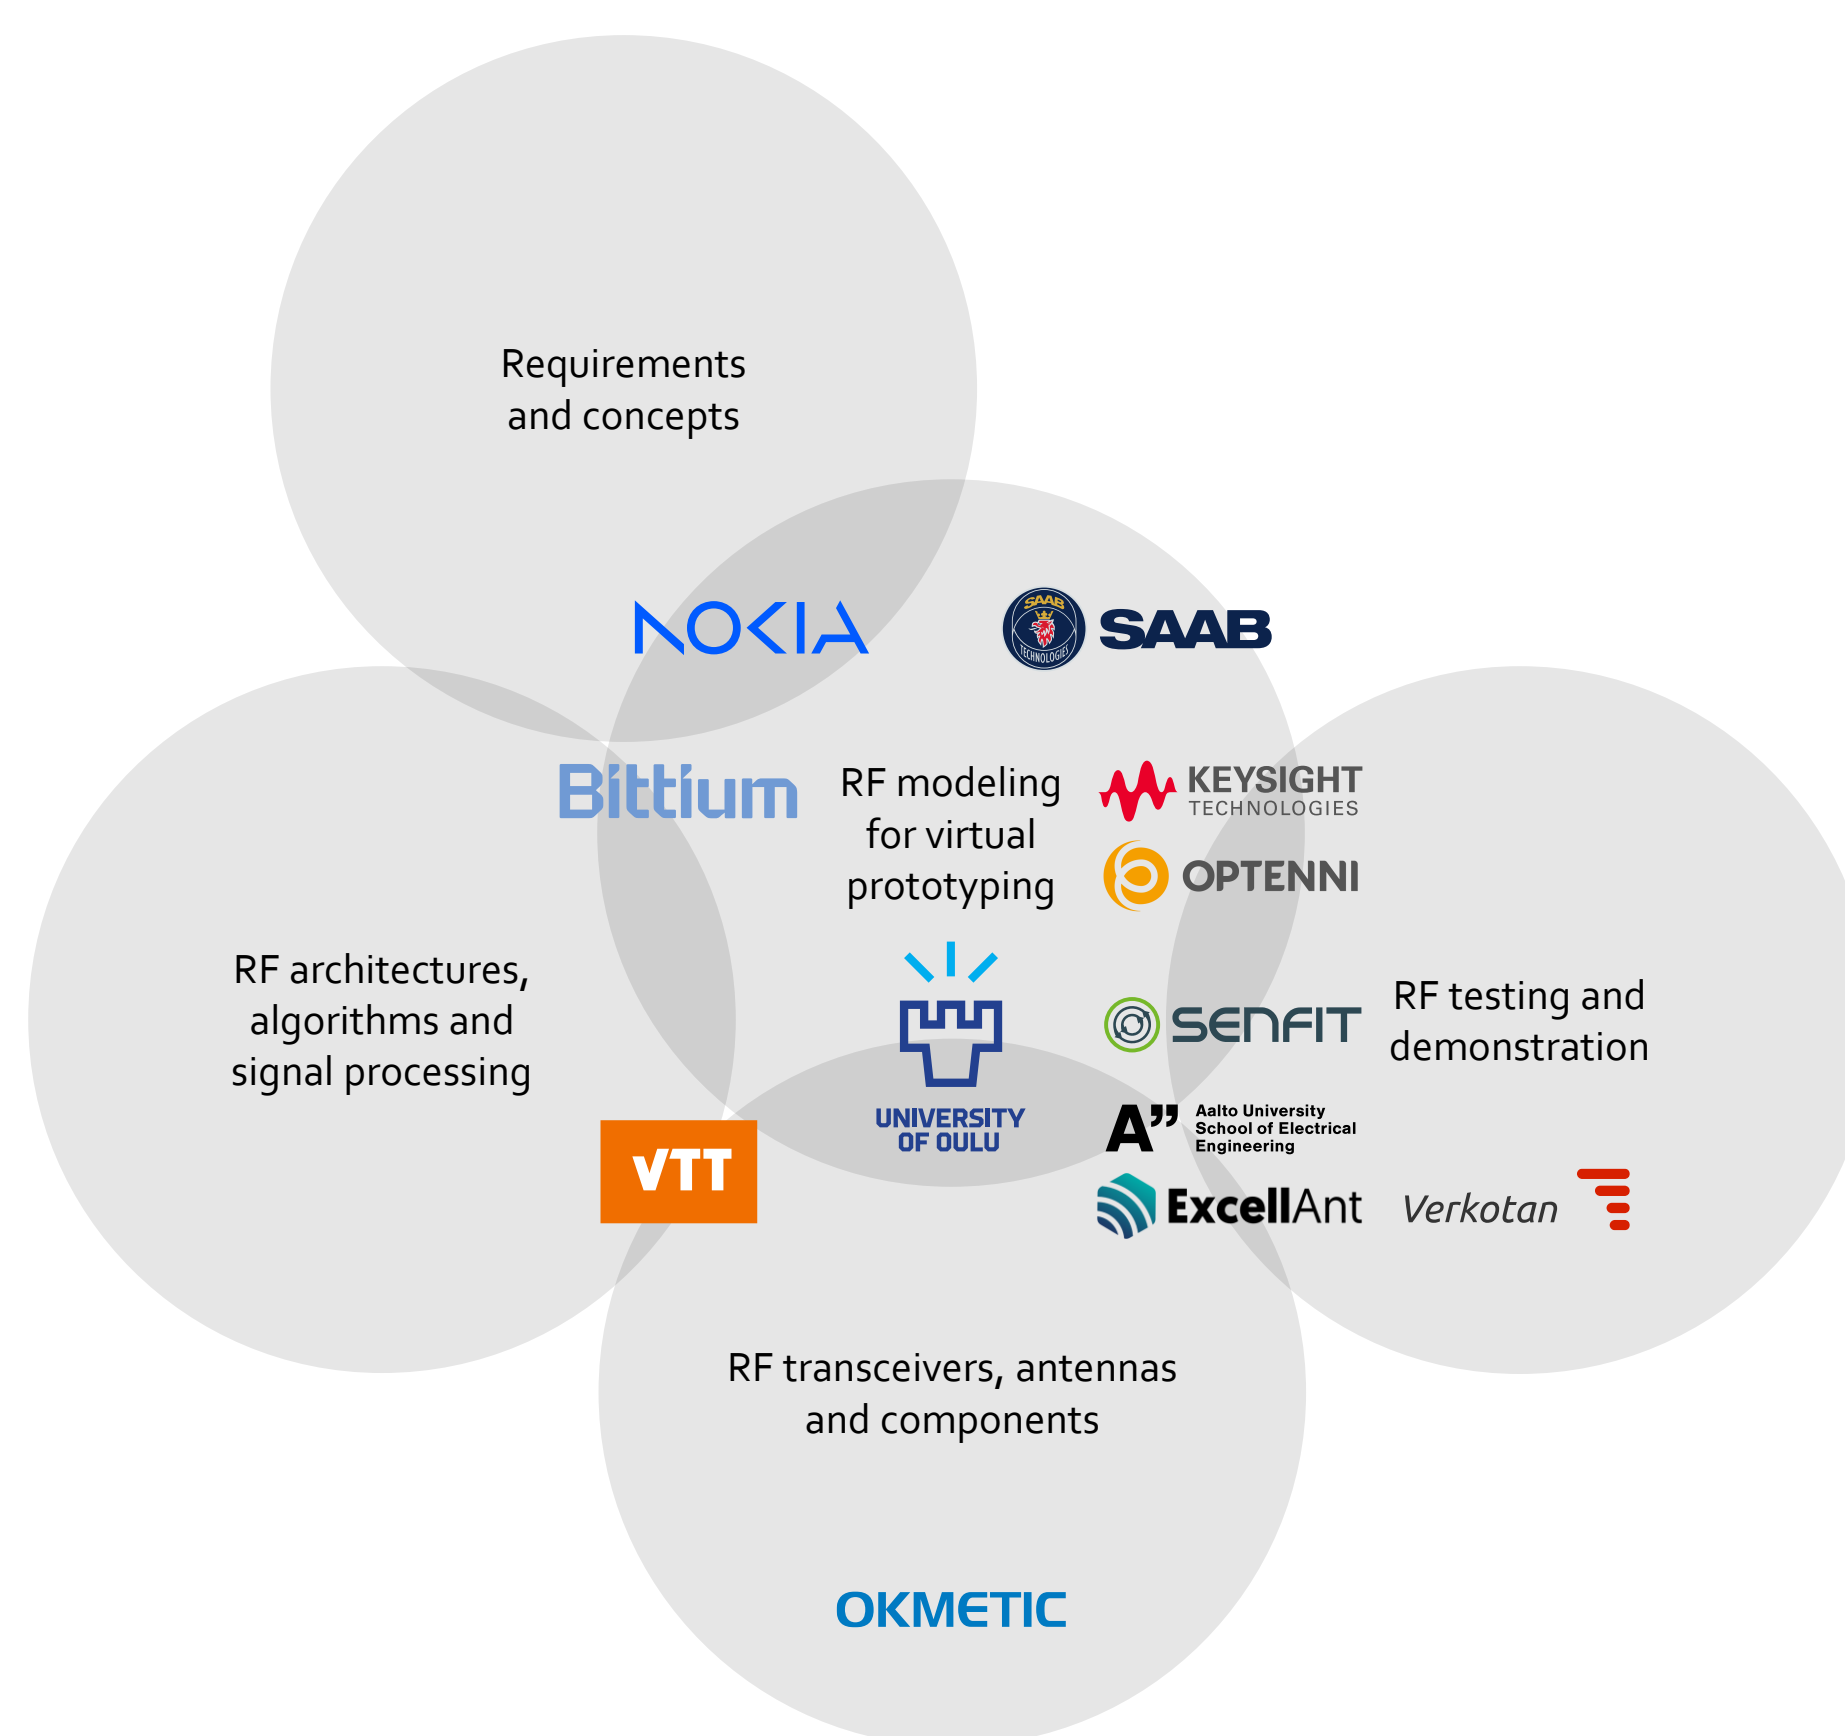 Requirements
and concepts
NOKIA
SAAB
TECHNOLOGIES
SAAB
Bittium
RF modeling
for virtual
prototyping
KEYSIGHT
TECHNOLOGIES
OPTENNI
RF architectures,
algorithms and
signal processing
UNIVERSITY
OF OULU
SENFIT
RF testing and
demonstration
VTT
A”
Aalto University
School of Electrical
Engineering
ExcellAnt
Verkotan
RF transceivers, antennas
and components
OKMETIC